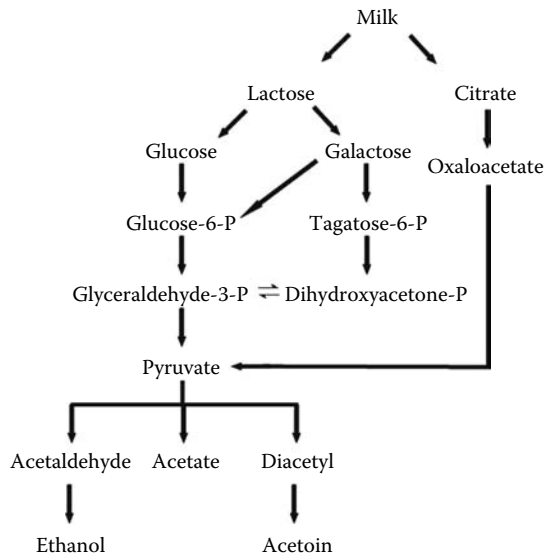 Milk
Lactose Citrate
Glucose Galactose
Oxaloacetate
Glucose-6-P Tagatose-6-P
Glyceraldehyde-3-P ⇌ Dihydroxyacetone-P
Pyruvate
Acetaldehyde Acetate Diacetyl
Ethanol Acetoin